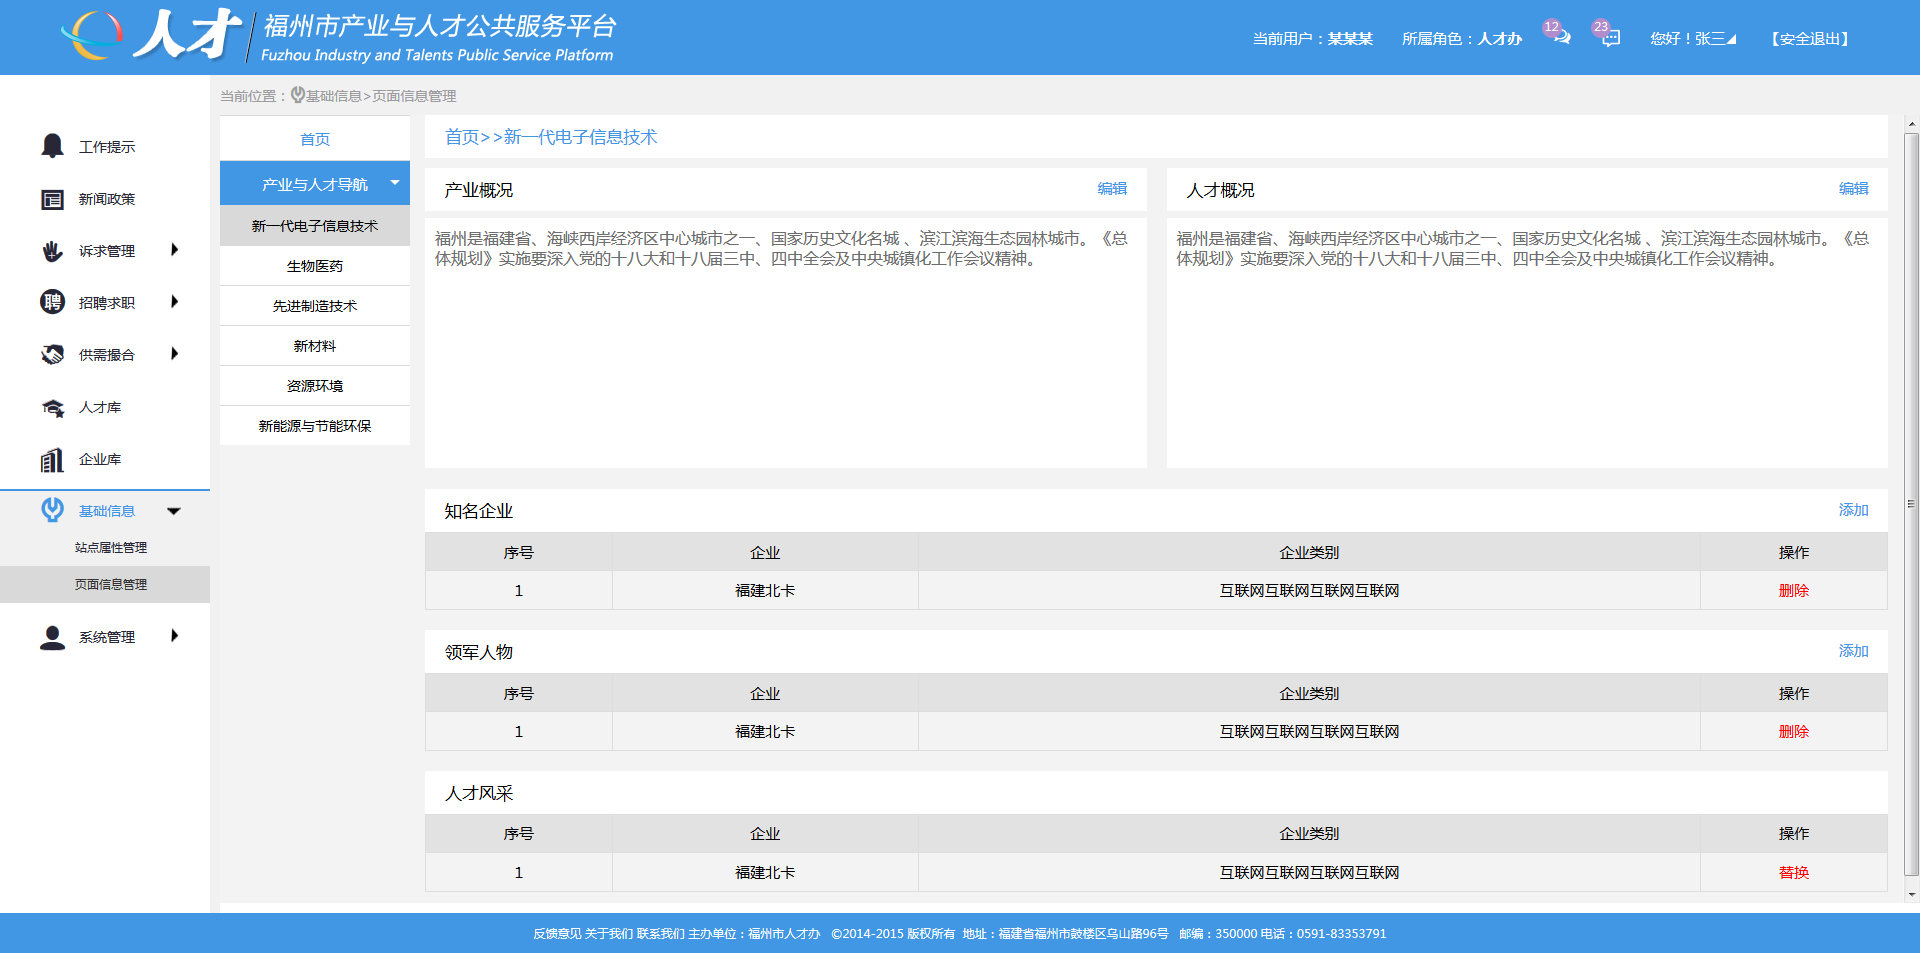 人才
福州市产业与人才公共服务平台
Fuzhou Industry and Talents Public Service Platform
当前用户：某某某 所属角色：人才办 12 23 您好！张三 【安全退出】
当前位置：基础信息>页面信息管理
工作提示
新闻政策
诉求管理
聘 招聘求职
供需撮合
人才库
企业库
基础信息
站点属性管理
页面信息管理
系统管理
首页
产业与人才导航
新一代电子信息技术
生物医药
先进制造技术
新材料
资源环境
新能源与节能环保
首页>>新一代电子信息技术
产业概况 编辑
福州是福建省、海峡西岸经济区中心城市之一、国家历史文化名城 、滨江滨海生态园林城市。《总
体规划》实施要深入党的十八大和十八届三中、四中全会及中央城镇化工作会议精神。
人才概况 编辑
福州是福建省、海峡西岸经济区中心城市之一、国家历史文化名城 、滨江滨海生态园林城市。《总
体规划》实施要深入党的十八大和十八届三中、四中全会及中央城镇化工作会议精神。
知名企业 添加
序号 企业 企业类别 操作
1 福建北卡 互联网互联网互联网互联网 删除
领军人物 添加
序号 企业 企业类别 操作
1 福建北卡 互联网互联网互联网互联网 删除
人才风采
序号 企业 企业类别 操作
1 福建北卡 互联网互联网互联网互联网 替换
反馈意见 关于我们 联系我们 主办单位：福州市人才办 ©2014-2015 版权所有 地址：福建省福州市鼓楼区乌山路96号 邮编：350000 电话：0591-83353791